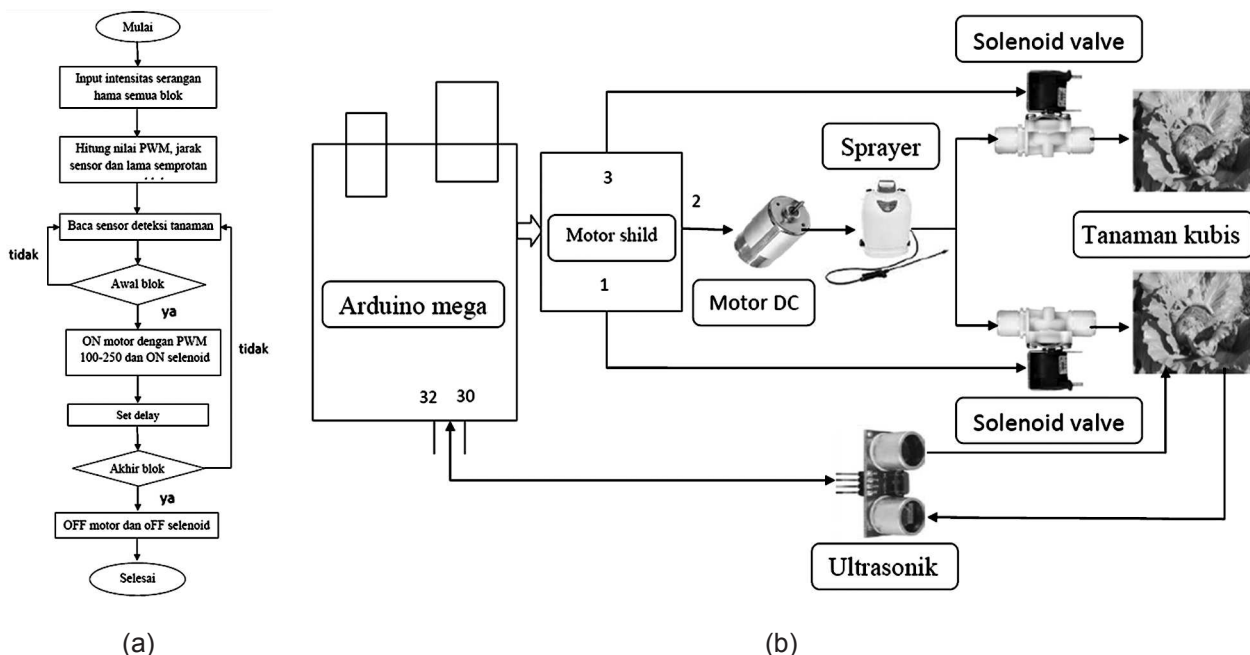 Mulai
Input intensitas serangan
hama semua blok
Hitung nilai PWM, jarak
sensor dan lama semprotan
. . .
Baca sensor deteksi tanaman
tidak
Awal blok
ya
ON motor dengan PWM
100-250 dan ON selenoid
tidak
Set delay
Akhir blok
ya
OFF motor dan oFF selenoid
Selesai
(a)
Solenoid valve
Sprayer
3
2
Motor shild
1
Motor DC
Tanaman kubis
Arduino mega
32
30
Solenoid valve
Ultrasonik
(b)